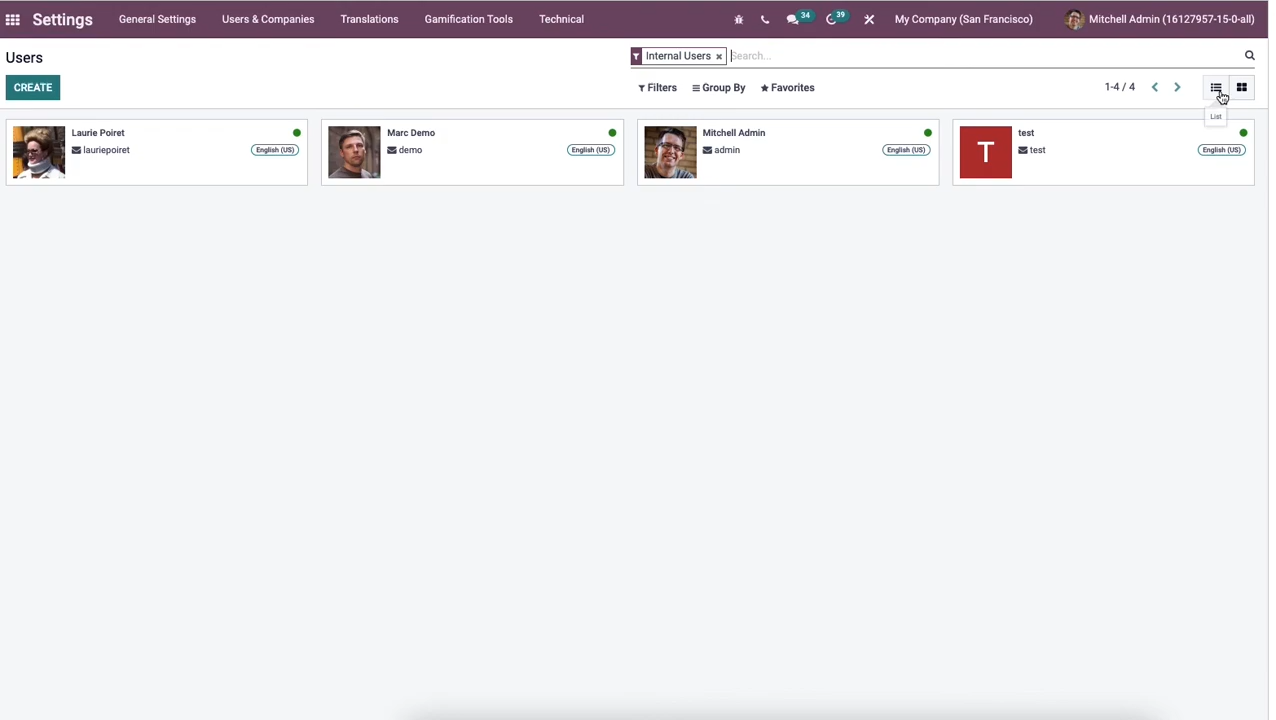 Settings General Settings Users & Companies Translations Gamification Tools Technical 34 39 My Company (San Francisco) Mitchell Admin (16127957-15-0-all)
Users
Internal Users × Search...
CREATE
Filters Group By Favorites 1-4 / 4
List
Laurie Poiret
lauriepoiret English (US)
Marc Demo
demo English (US)
Mitchell Admin
admin English (US)
T
test
test English (US)